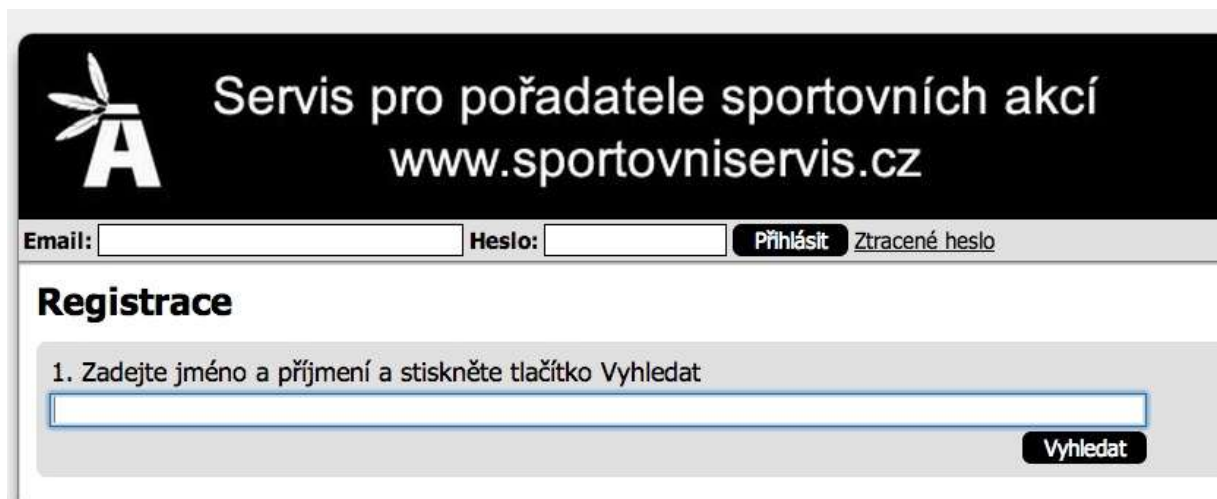 Servis pro pořadatele sportovních akcí
www.sportovniservis.cz
Email: Heslo: Přihlásit Ztracené heslo
Registrace
1. Zadejte jméno a příjmení a stiskněte tlačítko Vyhledat
Vyhledat